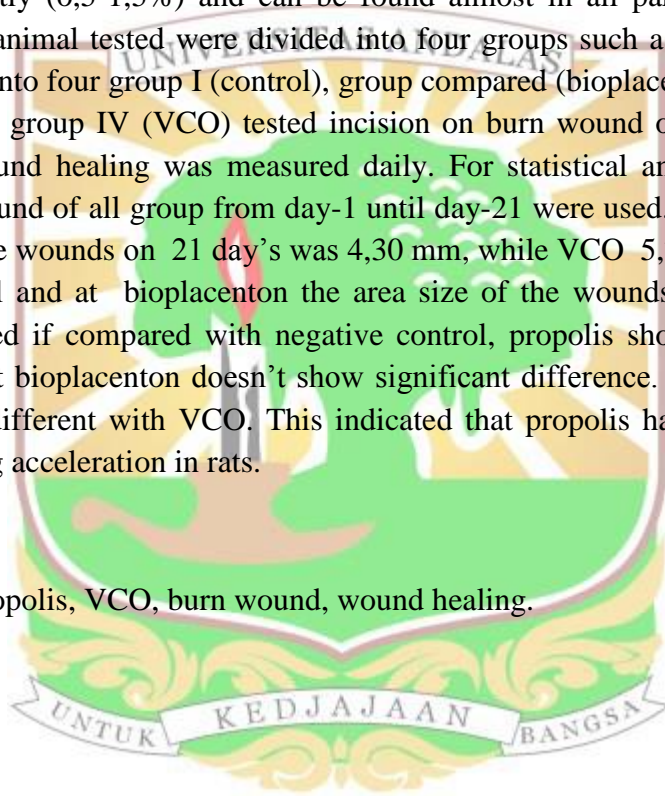 try (6,5-1,5%) and can be found almost in all pa
animal tested were divided into four groups such a
UNIVERSITAS ANDALAS
nto four group I (control), group compared (bioplace
group IV (VCO) tested incision on burn wound o
und healing was measured daily. For statistical an
und of all group from day-1 until day-21 were used.
e wounds on 21 day's was 4,30 mm, while VCO 5,
l and at bioplacenton the area size of the wounds
ed if compared with negative control, propolis sho
t bioplacenton doesn't show significant difference.
different with VCO. This indicated that propolis ha
g acceleration in rats.
opolis, VCO, burn wound, wound healing.
UNTUK KEDJAJAAN BANGSA